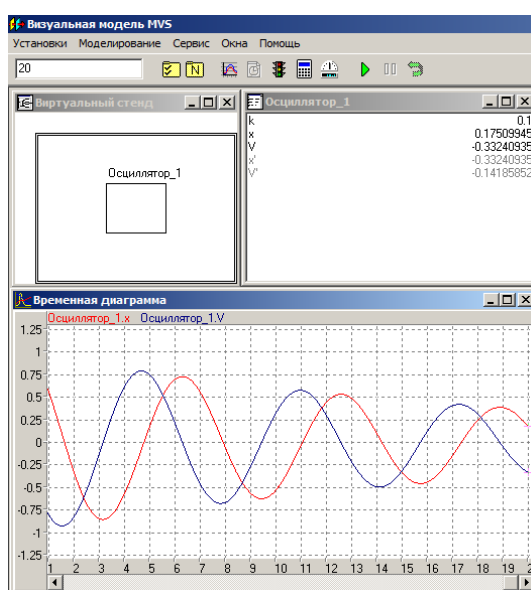 Визуальная модель MVS
Установки Моделирование Сервис Окна Помощь
20
N
Виртуальный стенд
Осциллятор_1
Осциллятор_1
k 0.1
x 0.17509945
V -0.33240935
x' -0.33240935
V' -0.14185852
Временная диаграмма
Осциллятор_1.x Осциллятор_1.V
1.25
1
0.75
0.5
0.25
0
-0.25
-0.5
-0.75
-1
-1.25
1 2 3 4 5 6 7 8 9 10 11 12 13 14 15 16 17 18 19